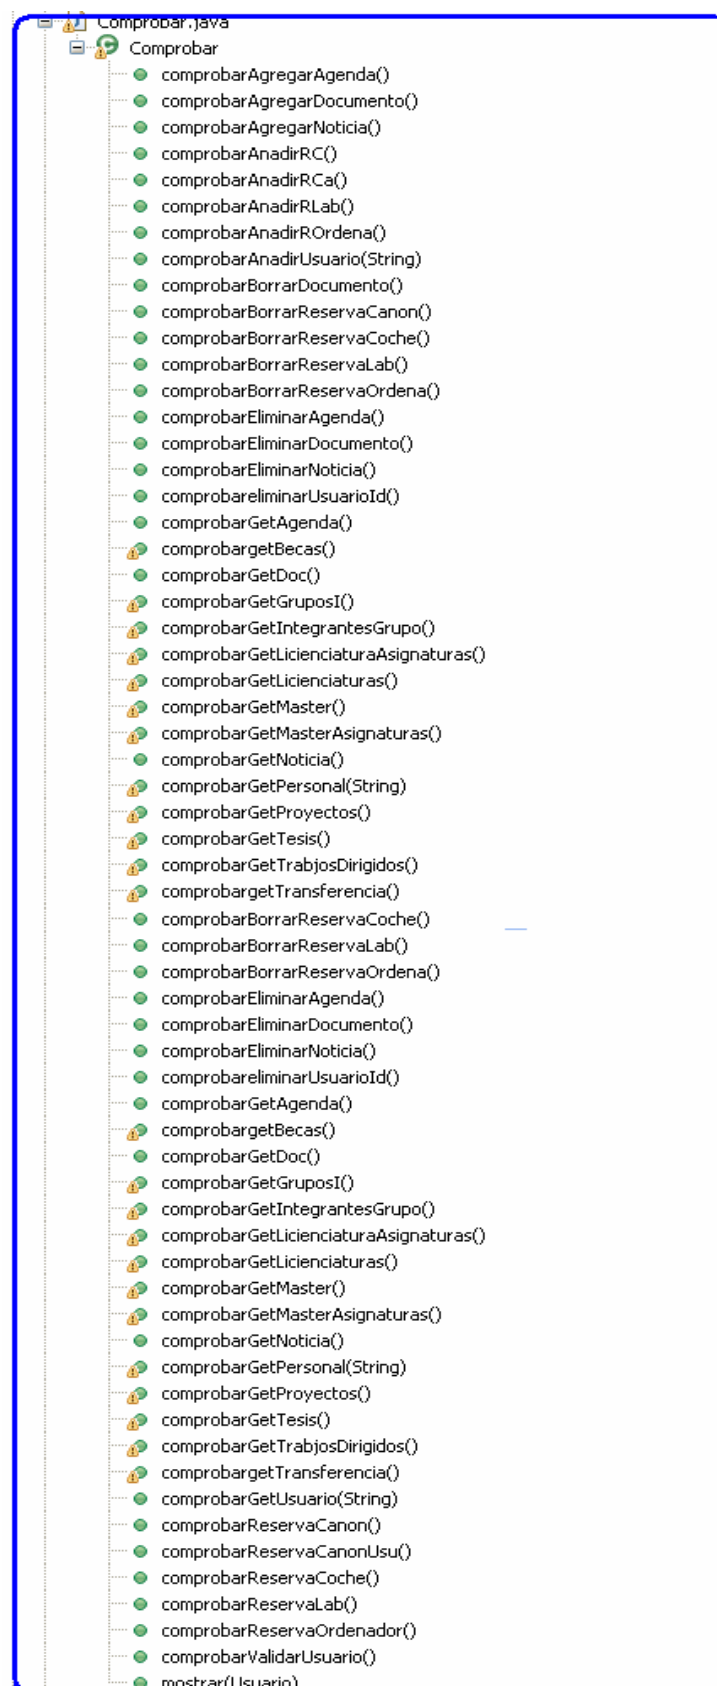 Comprobar.java
Comprobar
comprobarAgregarAgenda()
comprobarAgregarDocumento()
comprobarAgregarNoticia()
comprobarAnadirRC()
comprobarAnadirRCa()
comprobarAnadirRLab()
comprobarAnadirROrdena()
comprobarAnadirUsuario(String)
comprobarBorrarDocumento()
comprobarBorrarReservaCanon()
comprobarBorrarReservaCoche()
comprobarBorrarReservaLab()
comprobarBorrarReservaOrdena()
comprobarEliminarAgenda()
comprobarEliminarDocumento()
comprobarEliminarNoticia()
comprobareliminarUsuarioId()
comprobarGetAgenda()
comprobargetBecas()
comprobarGetDoc()
comprobarGetGruposI()
comprobarGetIntegrantesGrupo()
comprobarGetLicienciaturaAsignaturas()
comprobarGetLicienciaturas()
comprobarGetMaster()
comprobarGetMasterAsignaturas()
comprobarGetNoticia()
comprobarGetPersonal(String)
comprobarGetProyectos()
comprobarGetTesis()
comprobarGetTrabjosDirigidos()
comprobargetTransferencia()
comprobarBorrarReservaCoche()
comprobarBorrarReservaLab()
comprobarBorrarReservaOrdena()
comprobarEliminarAgenda()
comprobarEliminarDocumento()
comprobarEliminarNoticia()
comprobareliminarUsuarioId()
comprobarGetAgenda()
comprobargetBecas()
comprobarGetDoc()
comprobarGetGruposI()
comprobarGetIntegrantesGrupo()
comprobarGetLicienciaturaAsignaturas()
comprobarGetLicienciaturas()
comprobarGetMaster()
comprobarGetMasterAsignaturas()
comprobarGetNoticia()
comprobarGetPersonal(String)
comprobarGetProyectos()
comprobarGetTesis()
comprobarGetTrabjosDirigidos()
comprobargetTransferencia()
comprobarGetUsuario(String)
comprobarReservaCanon()
comprobarReservaCanonUsu()
comprobarReservaCoche()
comprobarReservaLab()
comprobarReservaOrdenador()
comprobarValidarUsuario()
mostrar(Usuario)